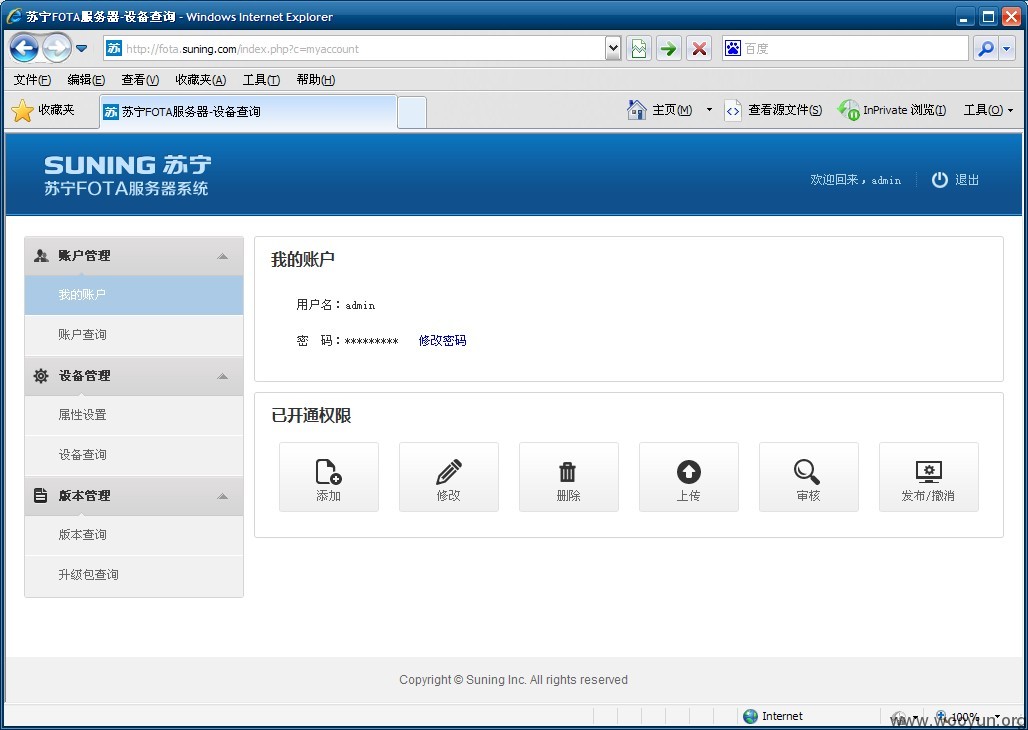 苏宁FOTA服务器-设备查询 - Windows Internet Explorer
http://fota.suning.com/index.php?c=myaccount
百度
文件(F) 编辑(E) 查看(V) 收藏夹(A) 工具(T) 帮助(H)
收藏夹 苏宁FOTA服务器-设备查询 主页(M) 查看源文件(S) InPrivate 浏览(I) 工具(O)
SUNING 苏宁
苏宁FOTA服务器系统
欢迎回来，admin 退出
账户管理
我的账户
账户查询
设备管理
属性设置
设备查询
版本管理
版本查询
升级包查询
我的账户
用户名：admin
密 码：********* 修改密码
已开通权限
添加 修改 删除 上传 审核 发布/撤消
Copyright © Suning Inc. All rights reserved
Internet 100%
www.wooyun.org